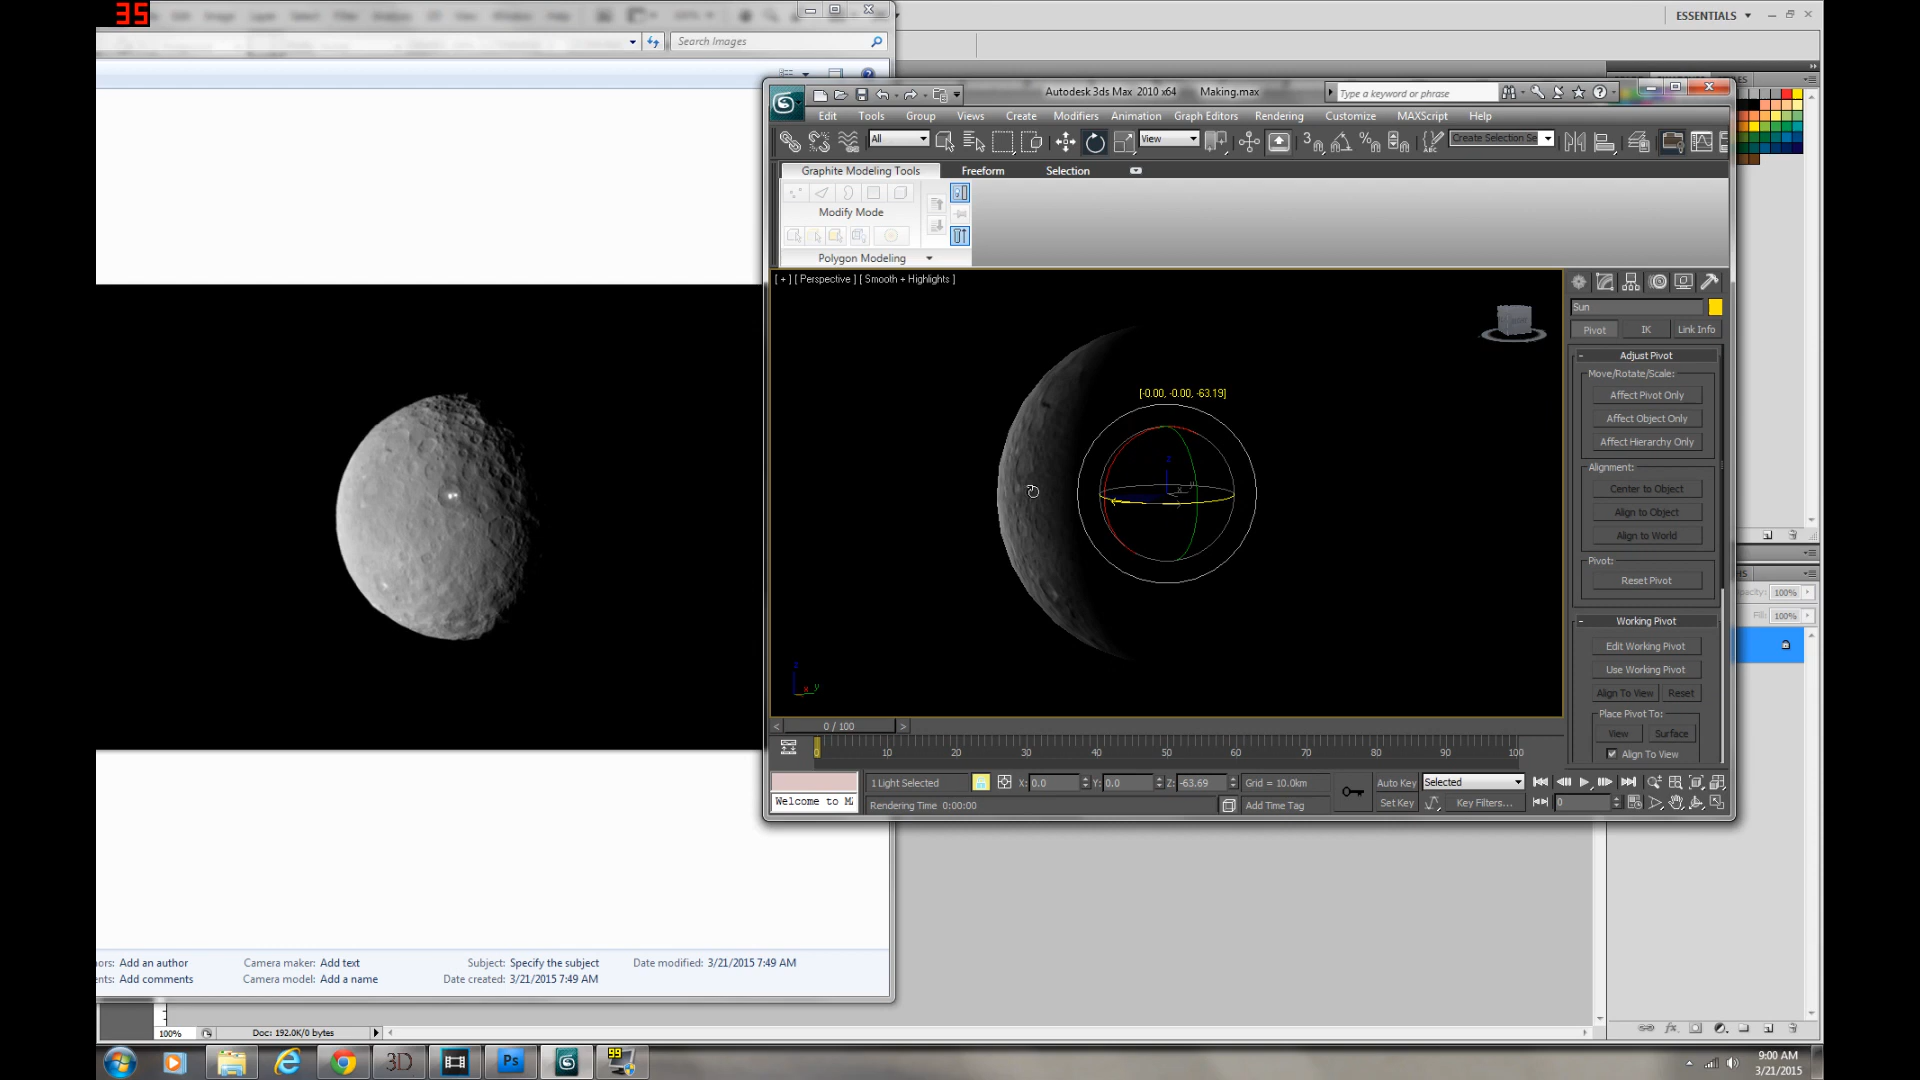 35
ESSENTIALS
Search Images
Autodesk 3ds Max 2010 x64 Making.max
Type a keyword or phrase
Edit Tools Group Views Create Modifiers Animation Graph Editors Rendering Customize MAXScript Help
All
View
3
Create Selection Se
Graphite Modeling Tools Freeform Selection
Modify Mode
Polygon Modeling
[ + ] [ Perspective ] [ Smooth + Highlights ]
Sun
Pivot IK Link Info
Adjust Pivot
Move/Rotate/Scale:
Affect Pivot Only
Affect Object Only
Affect Hierarchy Only
[-0.00, -0.00, -63.19]
z
x y
Alignment:
Center to Object
Align to Object
Align to World
Pivot:
Reset Pivot
100%
Fill: 100%
Working Pivot
Edit Working Pivot
Use Working Pivot
Align To View Reset
Place Pivot To:
View Surface
Align To View
z
x y
< 0 / 100 >
0 10 20 30 40 50 60 70 80 90 100
1 Light Selected X: 0.0 Y: 0.0 Z: -63.69 Grid = 10.0km Auto Key Selected
Welcome to M
Rendering Time 0:00:00 Add Time Tag Set Key Key Filters... 0
ors: Add an author Camera maker: Add text Subject: Specify the subject Date modified: 3/21/2015 7:49 AM
nts: Add comments Camera model: Add a name Date created: 3/21/2015 7:49 AM
100% Doc: 192.0K/0 bytes
fx
3D Ps 99
9:00 AM
3/21/2015